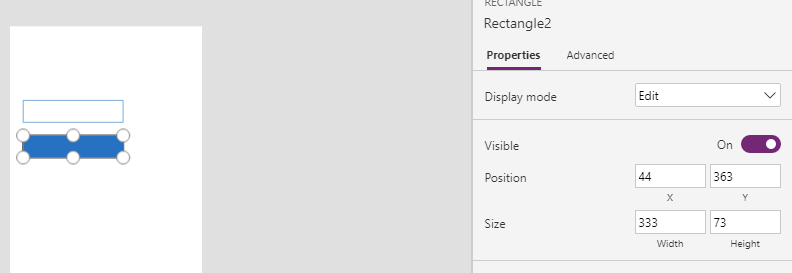 RECTANGLE
Rectangle2
Properties Advanced
Display mode Edit
Visible On
Position 44 363
X Y
Size 333 73
Width Height